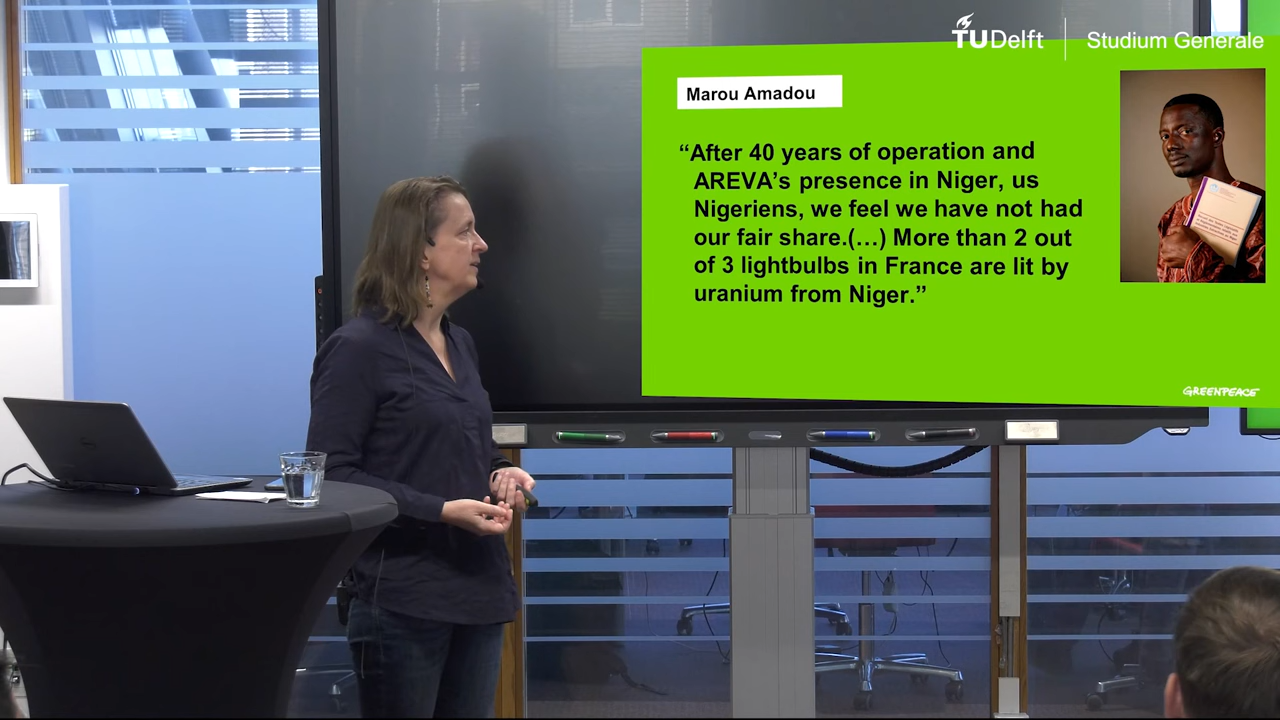 TUDelft
Studium Generale
Marou Amadou
“After 40 years of operation and
AREVA’s presence in Niger, us
Nigeriens, we feel we have not had
our fair share.(…) More than 2 out
of 3 lightbulbs in France are lit by
uranium from Niger.”
GREENPEACE